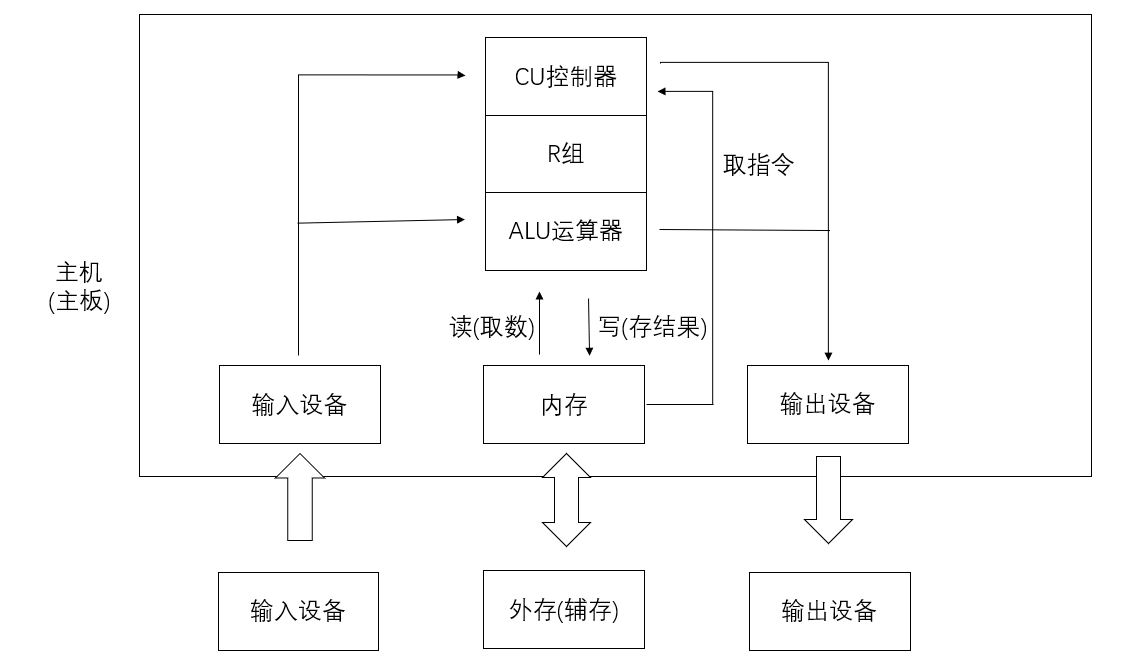 CU控制器
R组
取指令
ALU运算器
主机
(主板)
读(取数)
写(存结果)
输入设备
内存
输出设备
输入设备
外存(辅存)
输出设备